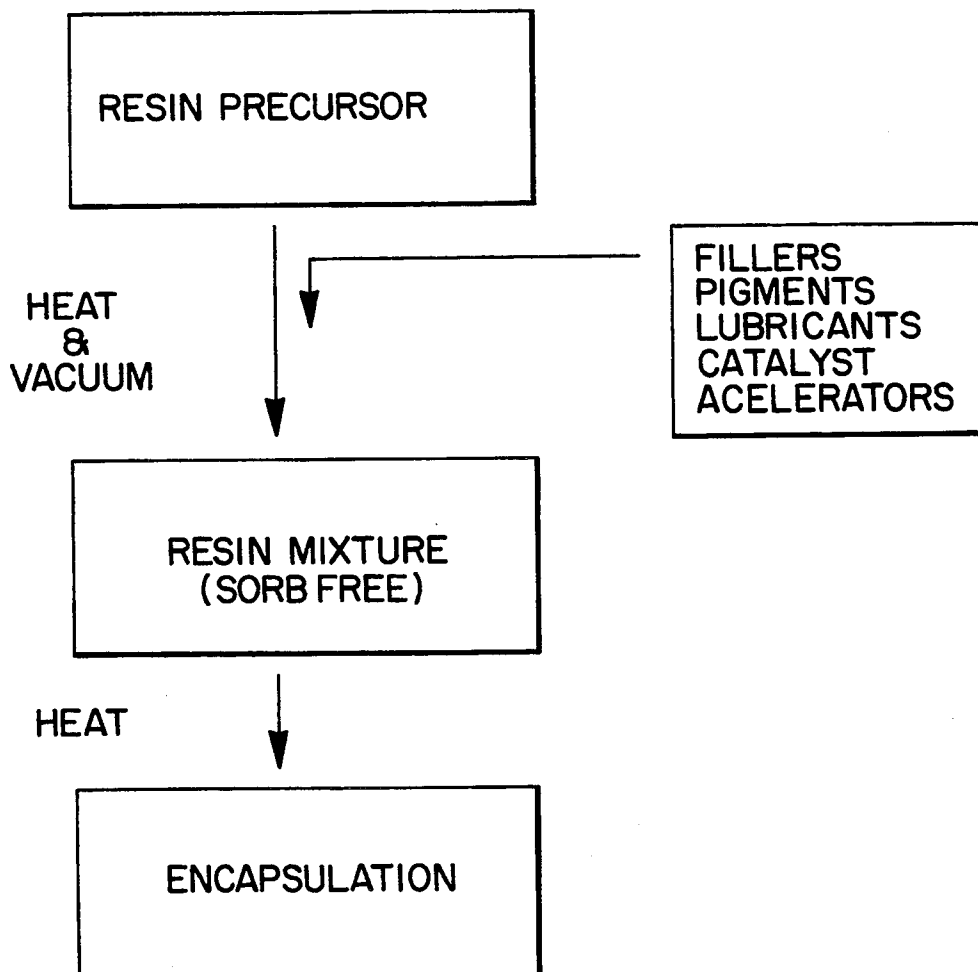 RESIN PRECURSOR
FILLERS
PIGMENTS
LUBRICANTS
CATALYST
ACELERATORS
HEAT
&
VACUUM
RESIN MIXTURE
(SORB FREE)
HEAT
ENCAPSULATION